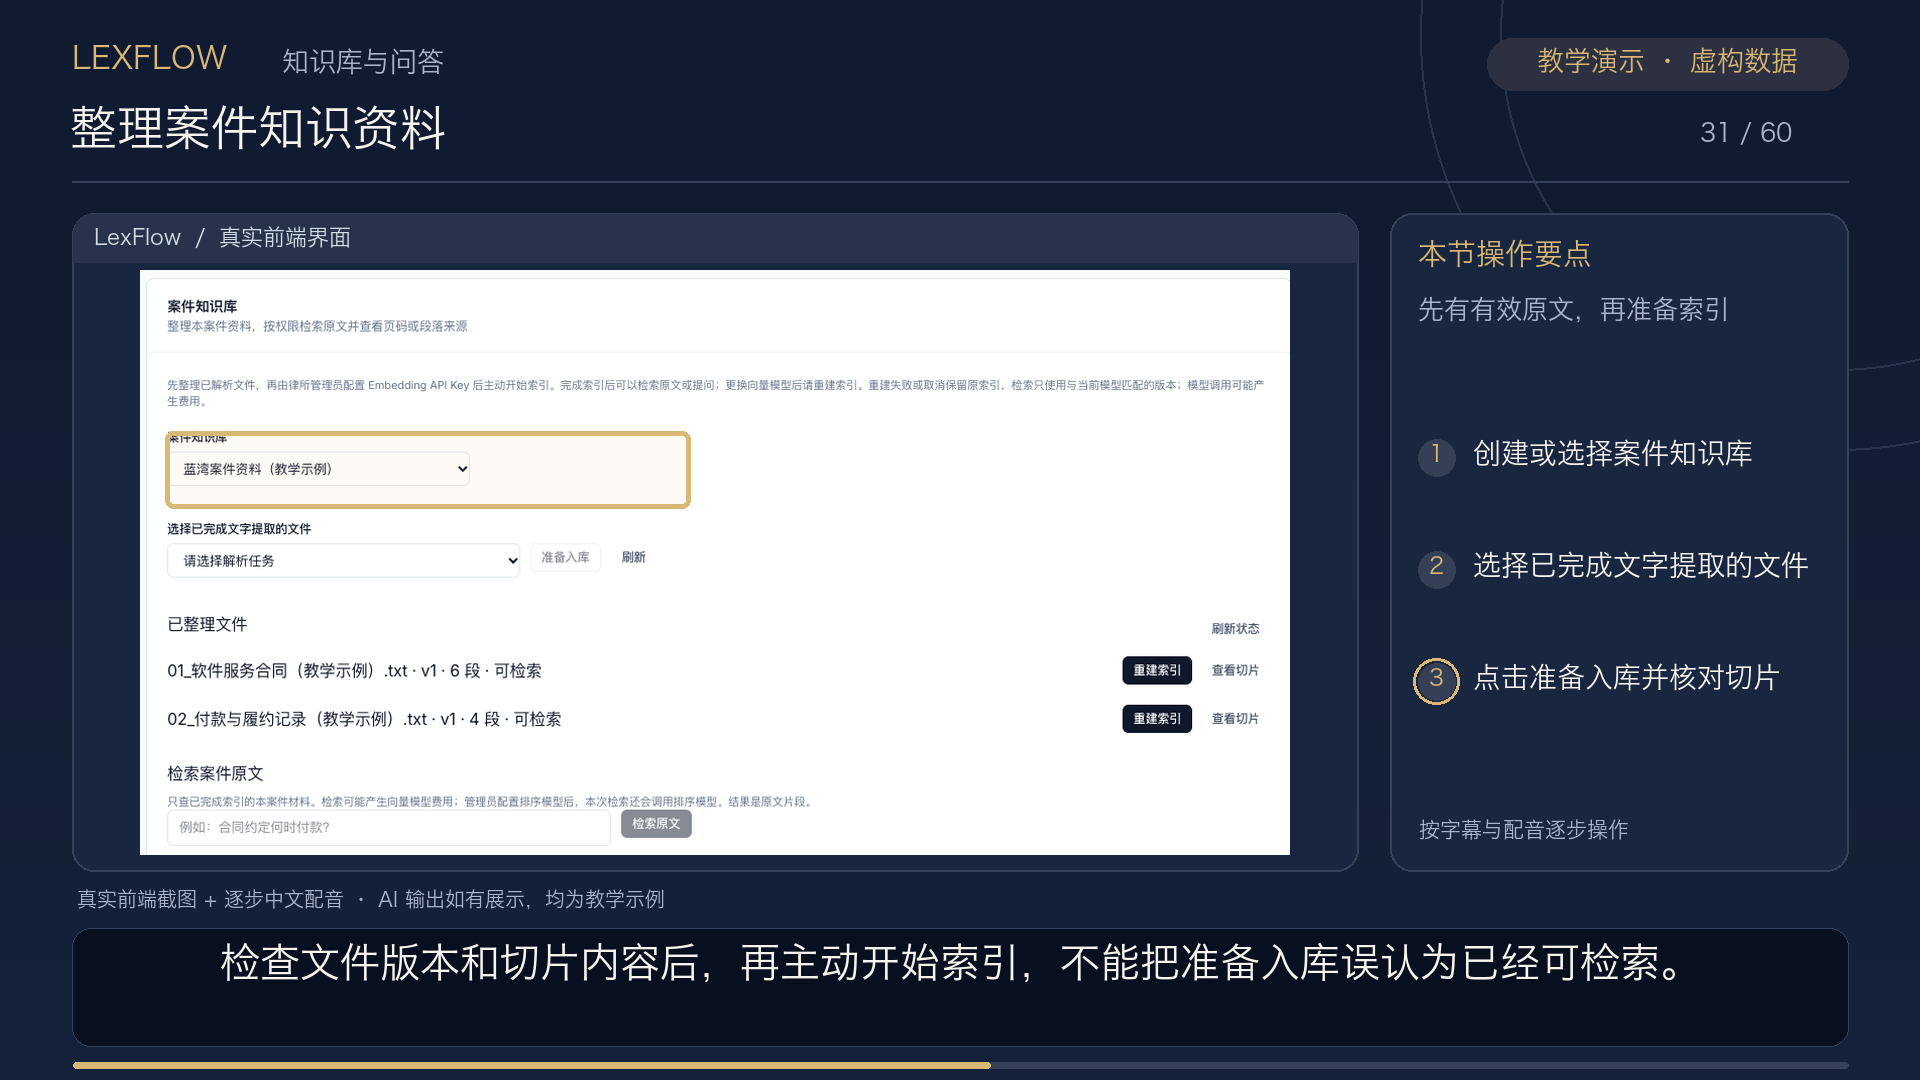 LEXFLOW 知识库与问答
教学演示 · 虚构数据
整理案件知识资料
31 / 60
LexFlow / 真实前端界面
案件知识库
整理本案件资料，按权限检索原文并查看页码或段落来源
先整理已解析文件，再由律所管理员配置 Embedding API Key 后主动开始索引。完成索引后可以检索原文或提问；更换向量模型后请重建索引。重建失败或取消保留原索引，检索只使用与当前模型匹配的版本；模型调用可能产
生费用。
案件知识库
蓝湾案件资料（教学示例）
选择已完成文字提取的文件
请选择解析任务 准备入库 刷新
已整理文件 刷新状态
01_软件服务合同（教学示例）.txt · v1 · 6 段 · 可检索 重建索引 查看切片
02_付款与履约记录（教学示例）.txt · v1 · 4 段 · 可检索 重建索引 查看切片
检索案件原文
只查已完成索引的本案件材料。检索可能产生向量模型费用；管理员配置排序模型后，本次检索还会调用排序模型。结果是原文片段。
例如：合同约定何时付款? 检索原文
本节操作要点
先有有效原文，再准备索引
1 创建或选择案件知识库
2 选择已完成文字提取的文件
3 点击准备入库并核对切片
按字幕与配音逐步操作
真实前端截图 + 逐步中文配音 · AI 输出如有展示，均为教学示例
检查文件版本和切片内容后，再主动开始索引，不能把准备入库误认为已经可检索。